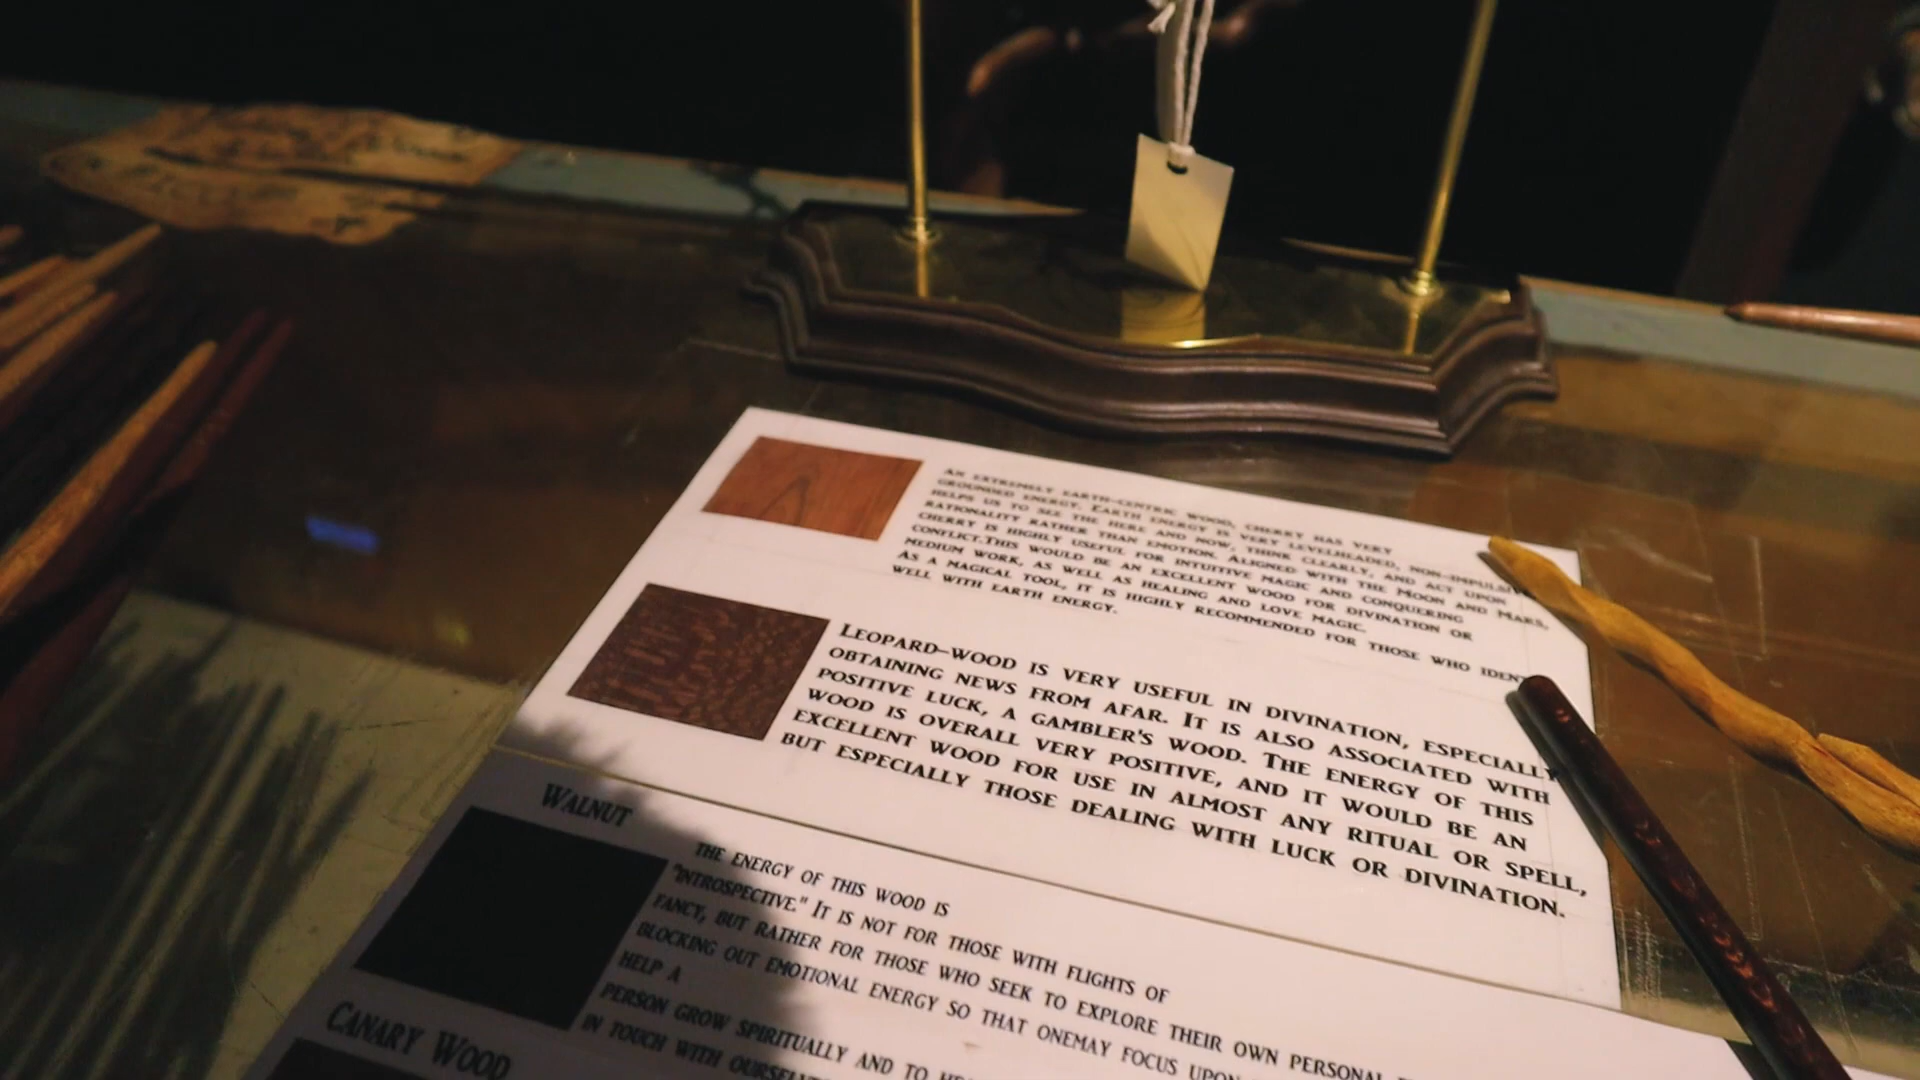 An extremely earth-centric wood, cherry has very
grounded energy. Earth energy is very levelheaded, non-impulsive
helps us to see the here and now, think clearly, and act upon
rationality rather than emotion. Aligned with the Moon and Mars,
cherry is highly useful for intuitive magic and conquering
conflict. This would be an excellent wood for divination or
medium work, as well as healing and love magic.
As a magical tool, it is highly recommended for those who
well with earth energy.
Leopard-wood is very useful in divination, especially
obtaining news from afar. It is also associated with
positive luck, a gambler's wood. The energy of this
wood is overall very positive, and it would be an
excellent wood for use in almost any ritual or spell,
but especially those dealing with luck or divination.
Walnut
the energy of this wood is
"introspective." It is not for those with flights of
fancy, but rather for those who seek to explore their own personal
blocking out emotional energy so that onemay focus upon
help a
person grow spiritually and to
in touch with
Canary Wood